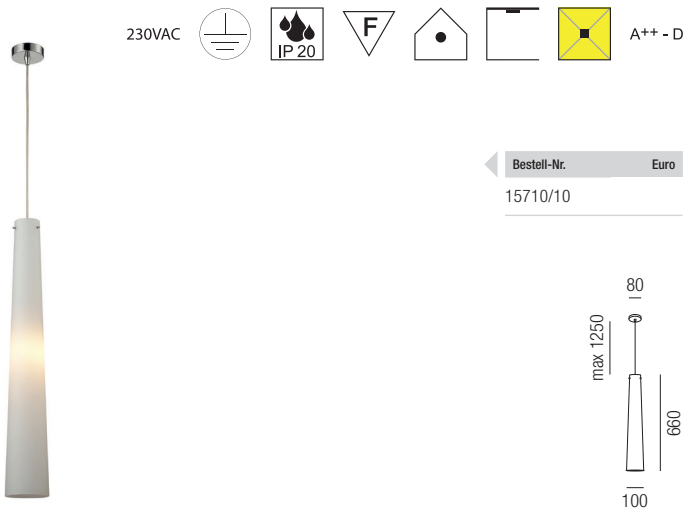 230VAC
IP 20
F
A++ - D
Bestell-Nr. Euro
15710/10
80
max 1250
660
100